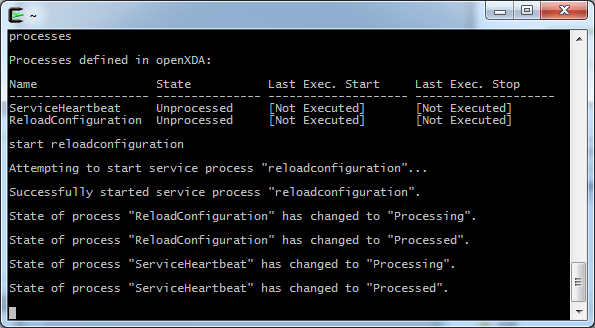 ~
processes
Processes defined in openXDA:
Name State Last Exec. Start Last Exec. Stop
------------------- --------------- ------------------ -------------------
ServiceHeartbeat Unprocessed [Not Executed] [Not Executed]
ReloadConfiguration Unprocessed [Not Executed] [Not Executed]
start reloadconfiguration
Attempting to start service process "reloadconfiguration"...
Successfully started service process "reloadconfiguration".
State of process "ReloadConfiguration" has changed to "Processing".
State of process "ReloadConfiguration" has changed to "Processed".
State of process "ServiceHeartbeat" has changed to "Processing".
State of process "ServiceHeartbeat" has changed to "Processed".